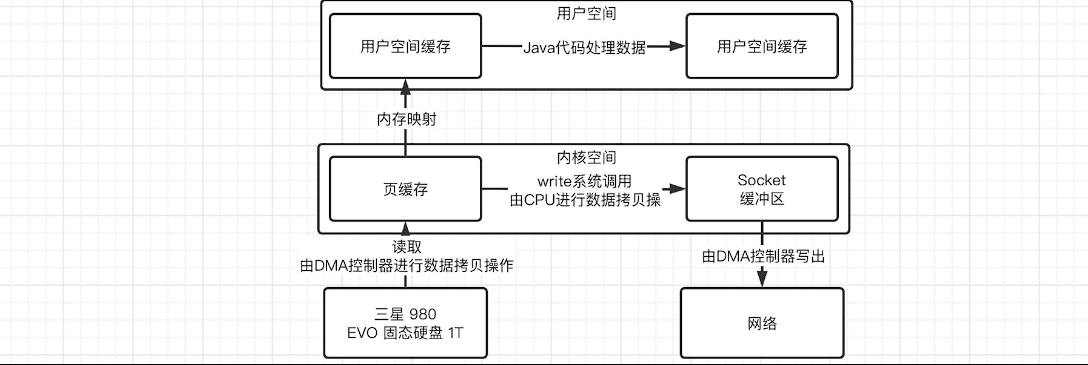 用户空间
用户空间缓存
Java代码处理数据
用户空间缓存
内存映射
内核空间
页缓存
write系统调用
由CPU进行数据拷贝操
Socket
缓冲区
读取
由DMA控制器进行数据拷贝操作
由DMA控制器写出
三星 980
EVO 固态硬盘 1T
网络